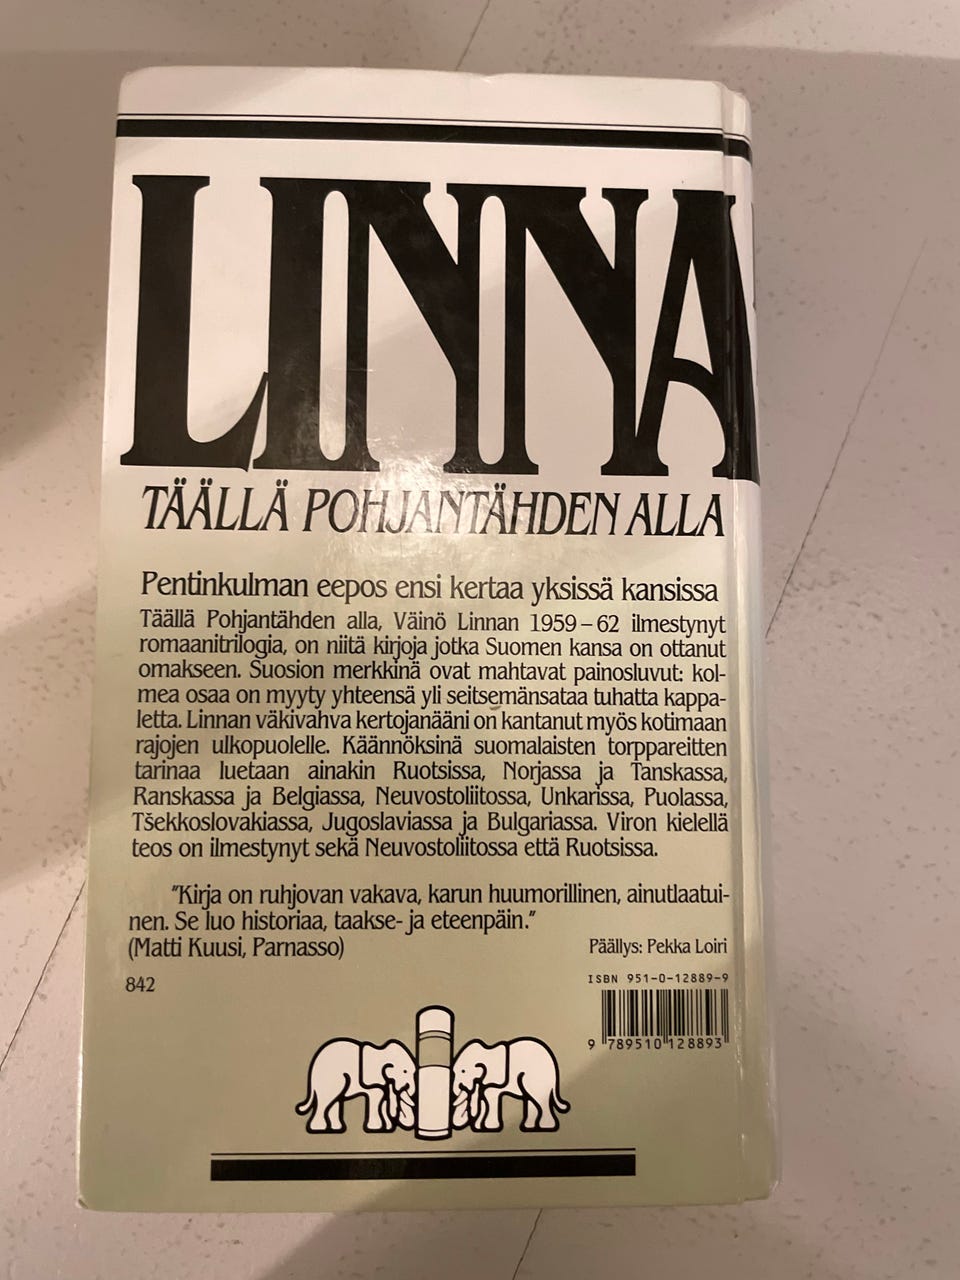 LINNA
TÄÄLLÄ POHJANTÄHDEN ALLA
Pentinkulman eepos ensi kertaa yksissä kansissa
Täällä Pohjantähden alla, Väinö Linnan 1959–62 ilmestynyt
romaanitrilogia, on niitä kirjoja jotka Suomen kansa on ottanut
omakseen. Suosion merkkinä ovat mahtavat painosluvut: kol-
mea osaa on myyty yhteensä yli seitsemänsataa tuhatta kappa-
letta. Linnan väkivahva kertojanääni on kantanut myös kotimaan
rajojen ulkopuolelle. Käännöksinä suomalaisten torppareitten
tarinaa luetaan ainakin Ruotsissa, Norjassa ja Tanskassa,
Ranskassa ja Belgiassa, Neuvostoliitossa, Unkarissa, Puolassa,
Tšekkoslovakiassa, Jugoslaviassa ja Bulgariassa. Viron kielellä
teos on ilmestynyt sekä Neuvostoliitossa että Ruotsissa.
"Kirja on ruhjovan vakava, karun huumorillinen, ainutlaatui-
nen. Se luo historiaa, taakse- ja eteenpäin."
(Matti Kuusi, Parnasso)
Päällys: Pekka Loiri
842
ISBN 951-0-12889-9
9 789510 128893